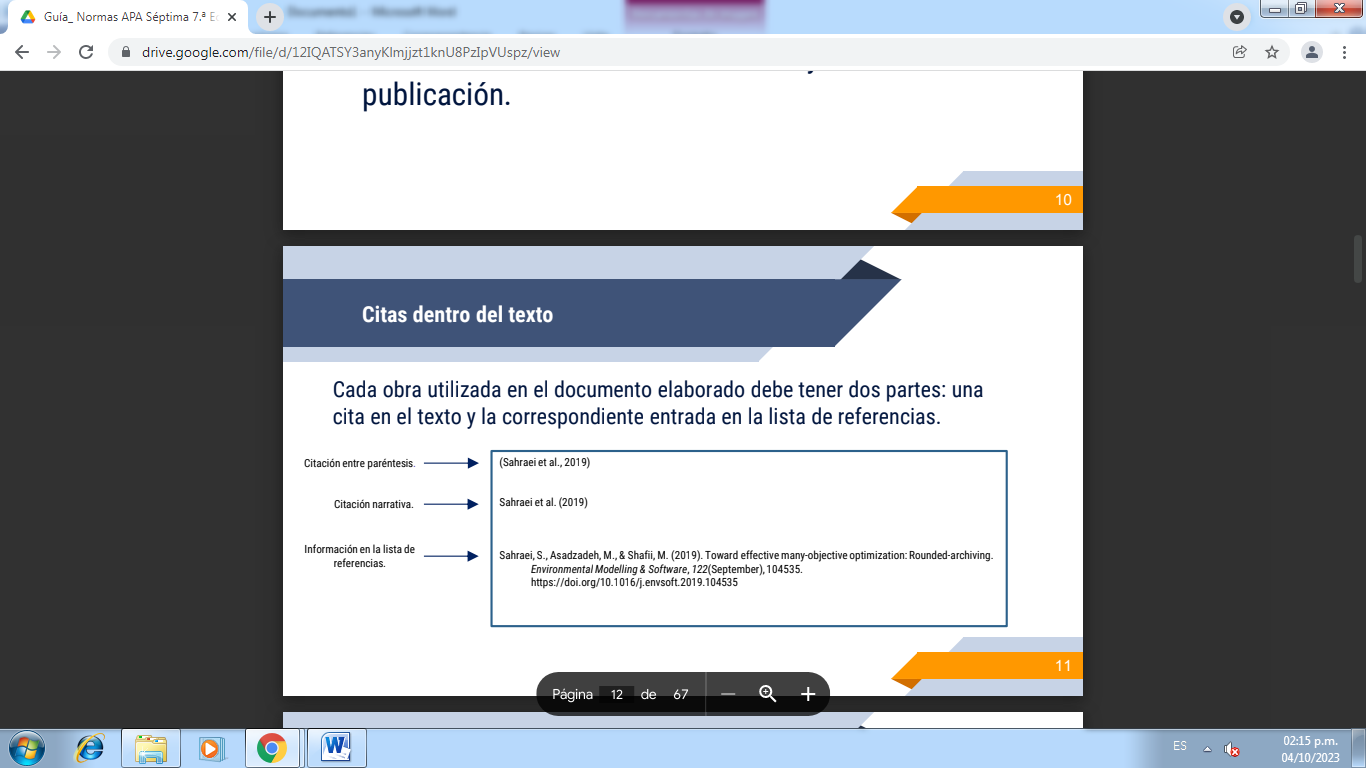 Guía_ Normas APA Séptima 7.ª Ed
Documento1 - Microsoft Word
drive.google.com/file/d/12IQATSY3anyKlmjjzt1knU8PzIpVUspz/view
publicación.
10
Citas dentro del texto
Cada obra utilizada en el documento elaborado debe tener dos partes: una
cita en el texto y la correspondiente entrada en la lista de referencias.
Citación entre paréntesis.
(Sahraei et al., 2019)
Citación narrativa.
Sahraei et al. (2019)
Información en la lista de
referencias.
Sahraei, S., Asadzadeh, M., & Shafii, M. (2019). Toward effective many-objective optimization: Rounded-archiving.
Environmental Modelling & Software, 122(September), 104535.
https://doi.org/10.1016/j.envsoft.2019.104535
11
Página 12 de 67
ES
02:15 p.m.
04/10/2023